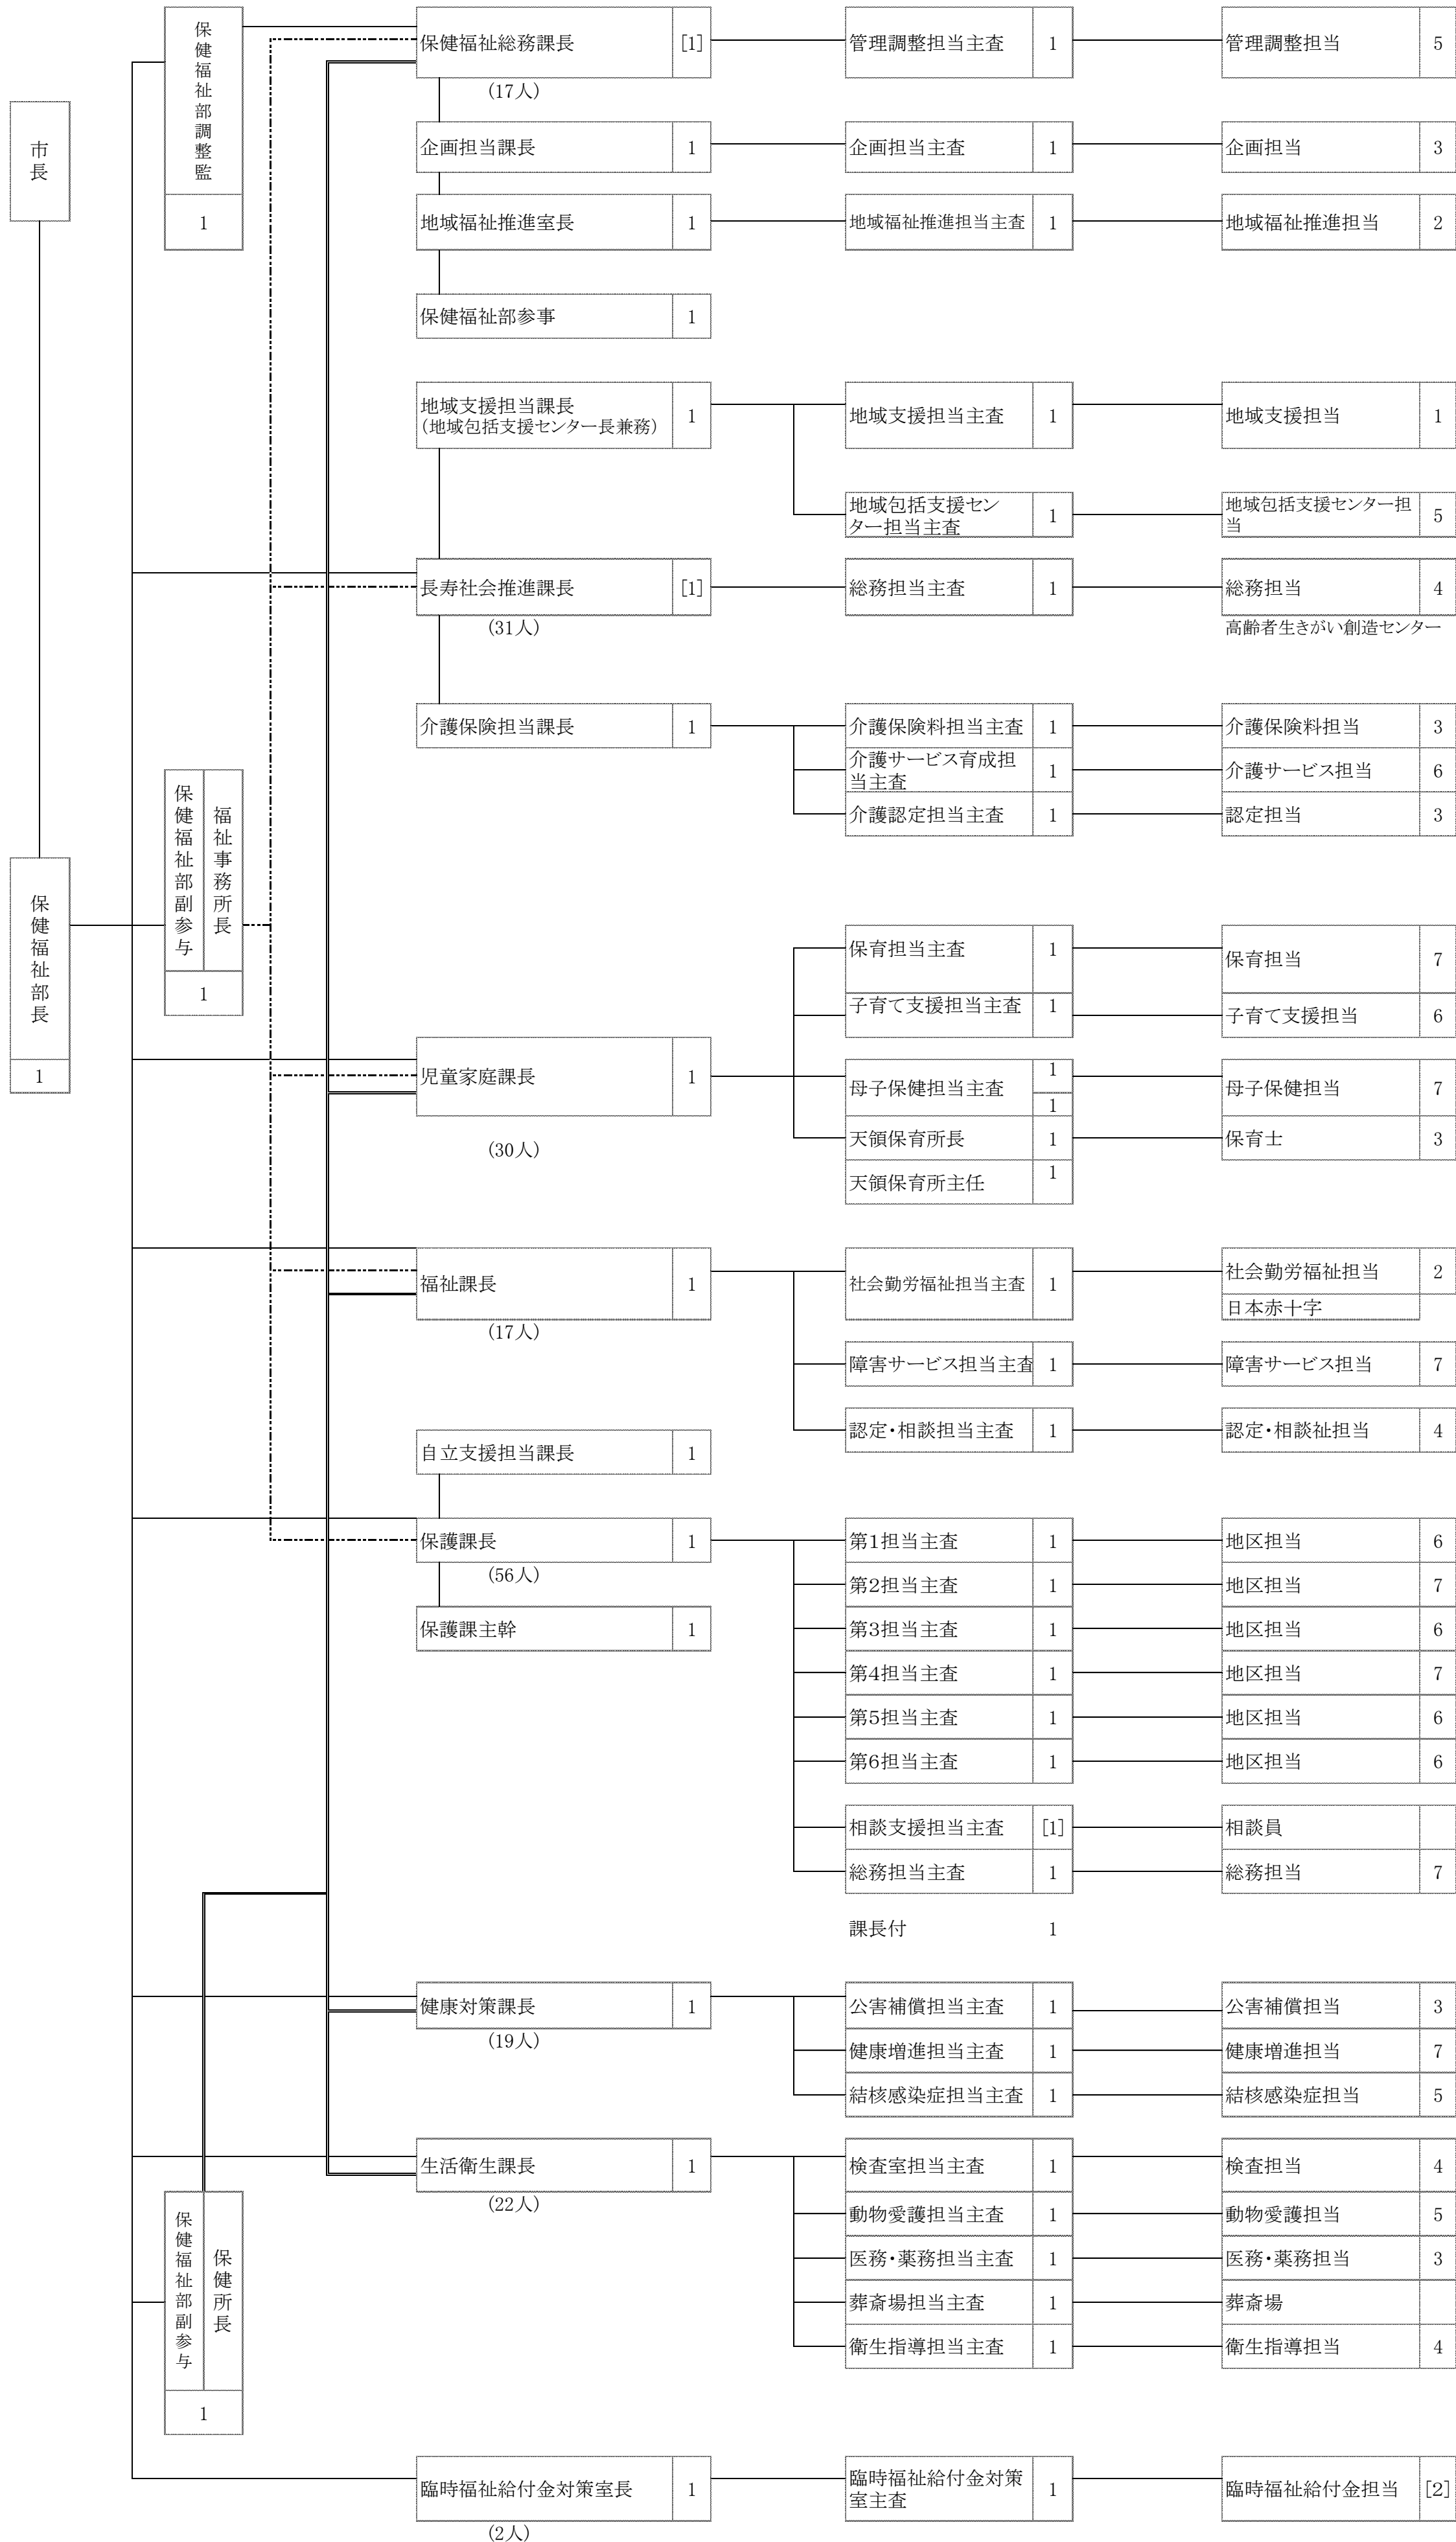 市長
保健福祉部長
1
保健福祉部調整監
1
保健福祉部副参与
福祉事務所長
1
保健福祉部副参与
保健所長
1
保健福祉総務課長 [1] 管理調整担当主査 1 管理調整担当 5
(17人)
企画担当課長 1 企画担当主査 1 企画担当 3
地域福祉推進室長 1 地域福祉推進担当主査 1 地域福祉推進担当 2
保健福祉部参事 1
地域支援担当課長
(地域包括支援センター長兼務) 1 地域支援担当主査 1 地域支援担当 1
地域包括支援セン
ター担当主査 1 地域包括支援センター担
当 5
長寿社会推進課長 [1] 総務担当主査 1 総務担当 4
(31人) 高齢者生きがい創造センター
介護保険担当課長 1 介護保険料担当主査 1 介護保険料担当 3
介護サービス育成担
当主査 1 介護サービス担当 6
介護認定担当主査 1 認定担当 3
保育担当主査 1 保育担当 7
子育て支援担当主査 1 子育て支援担当 6
児童家庭課長 1 母子保健担当主査 1 母子保健担当 7
1
(30人) 天領保育所長 1 保育士 3
天領保育所主任 1
福祉課長 1 社会勤労福祉担当主査 1 社会勤労福祉担当 2
日本赤十字
(17人)
障害サービス担当主査 1 障害サービス担当 7
認定・相談担当主査 1 認定・相談祉担当 4
自立支援担当課長 1
保護課長 1 第1担当主査 1 地区担当 6
(56人) 第2担当主査 1 地区担当 7
保護課主幹 1 第3担当主査 1 地区担当 6
第4担当主査 1 地区担当 7
第5担当主査 1 地区担当 6
第6担当主査 1 地区担当 6
相談支援担当主査 [1] 相談員
総務担当主査 1 総務担当 7
課長付 1
健康対策課長 1 公害補償担当主査 1 公害補償担当 3
(19人)
健康増進担当主査 1 健康増進担当 7
結核感染症担当主査 1 結核感染症担当 5
生活衛生課長 1 検査室担当主査 1 検査担当 4
(22人)
動物愛護担当主査 1 動物愛護担当 5
医務・薬務担当主査 1 医務・薬務担当 3
葬斎場担当主査 1 葬斎場
衛生指導担当主査 1 衛生指導担当 4
臨時福祉給付金対策室長 1 臨時福祉給付金対策
室主査 1 臨時福祉給付金担当 [2]
(2人)